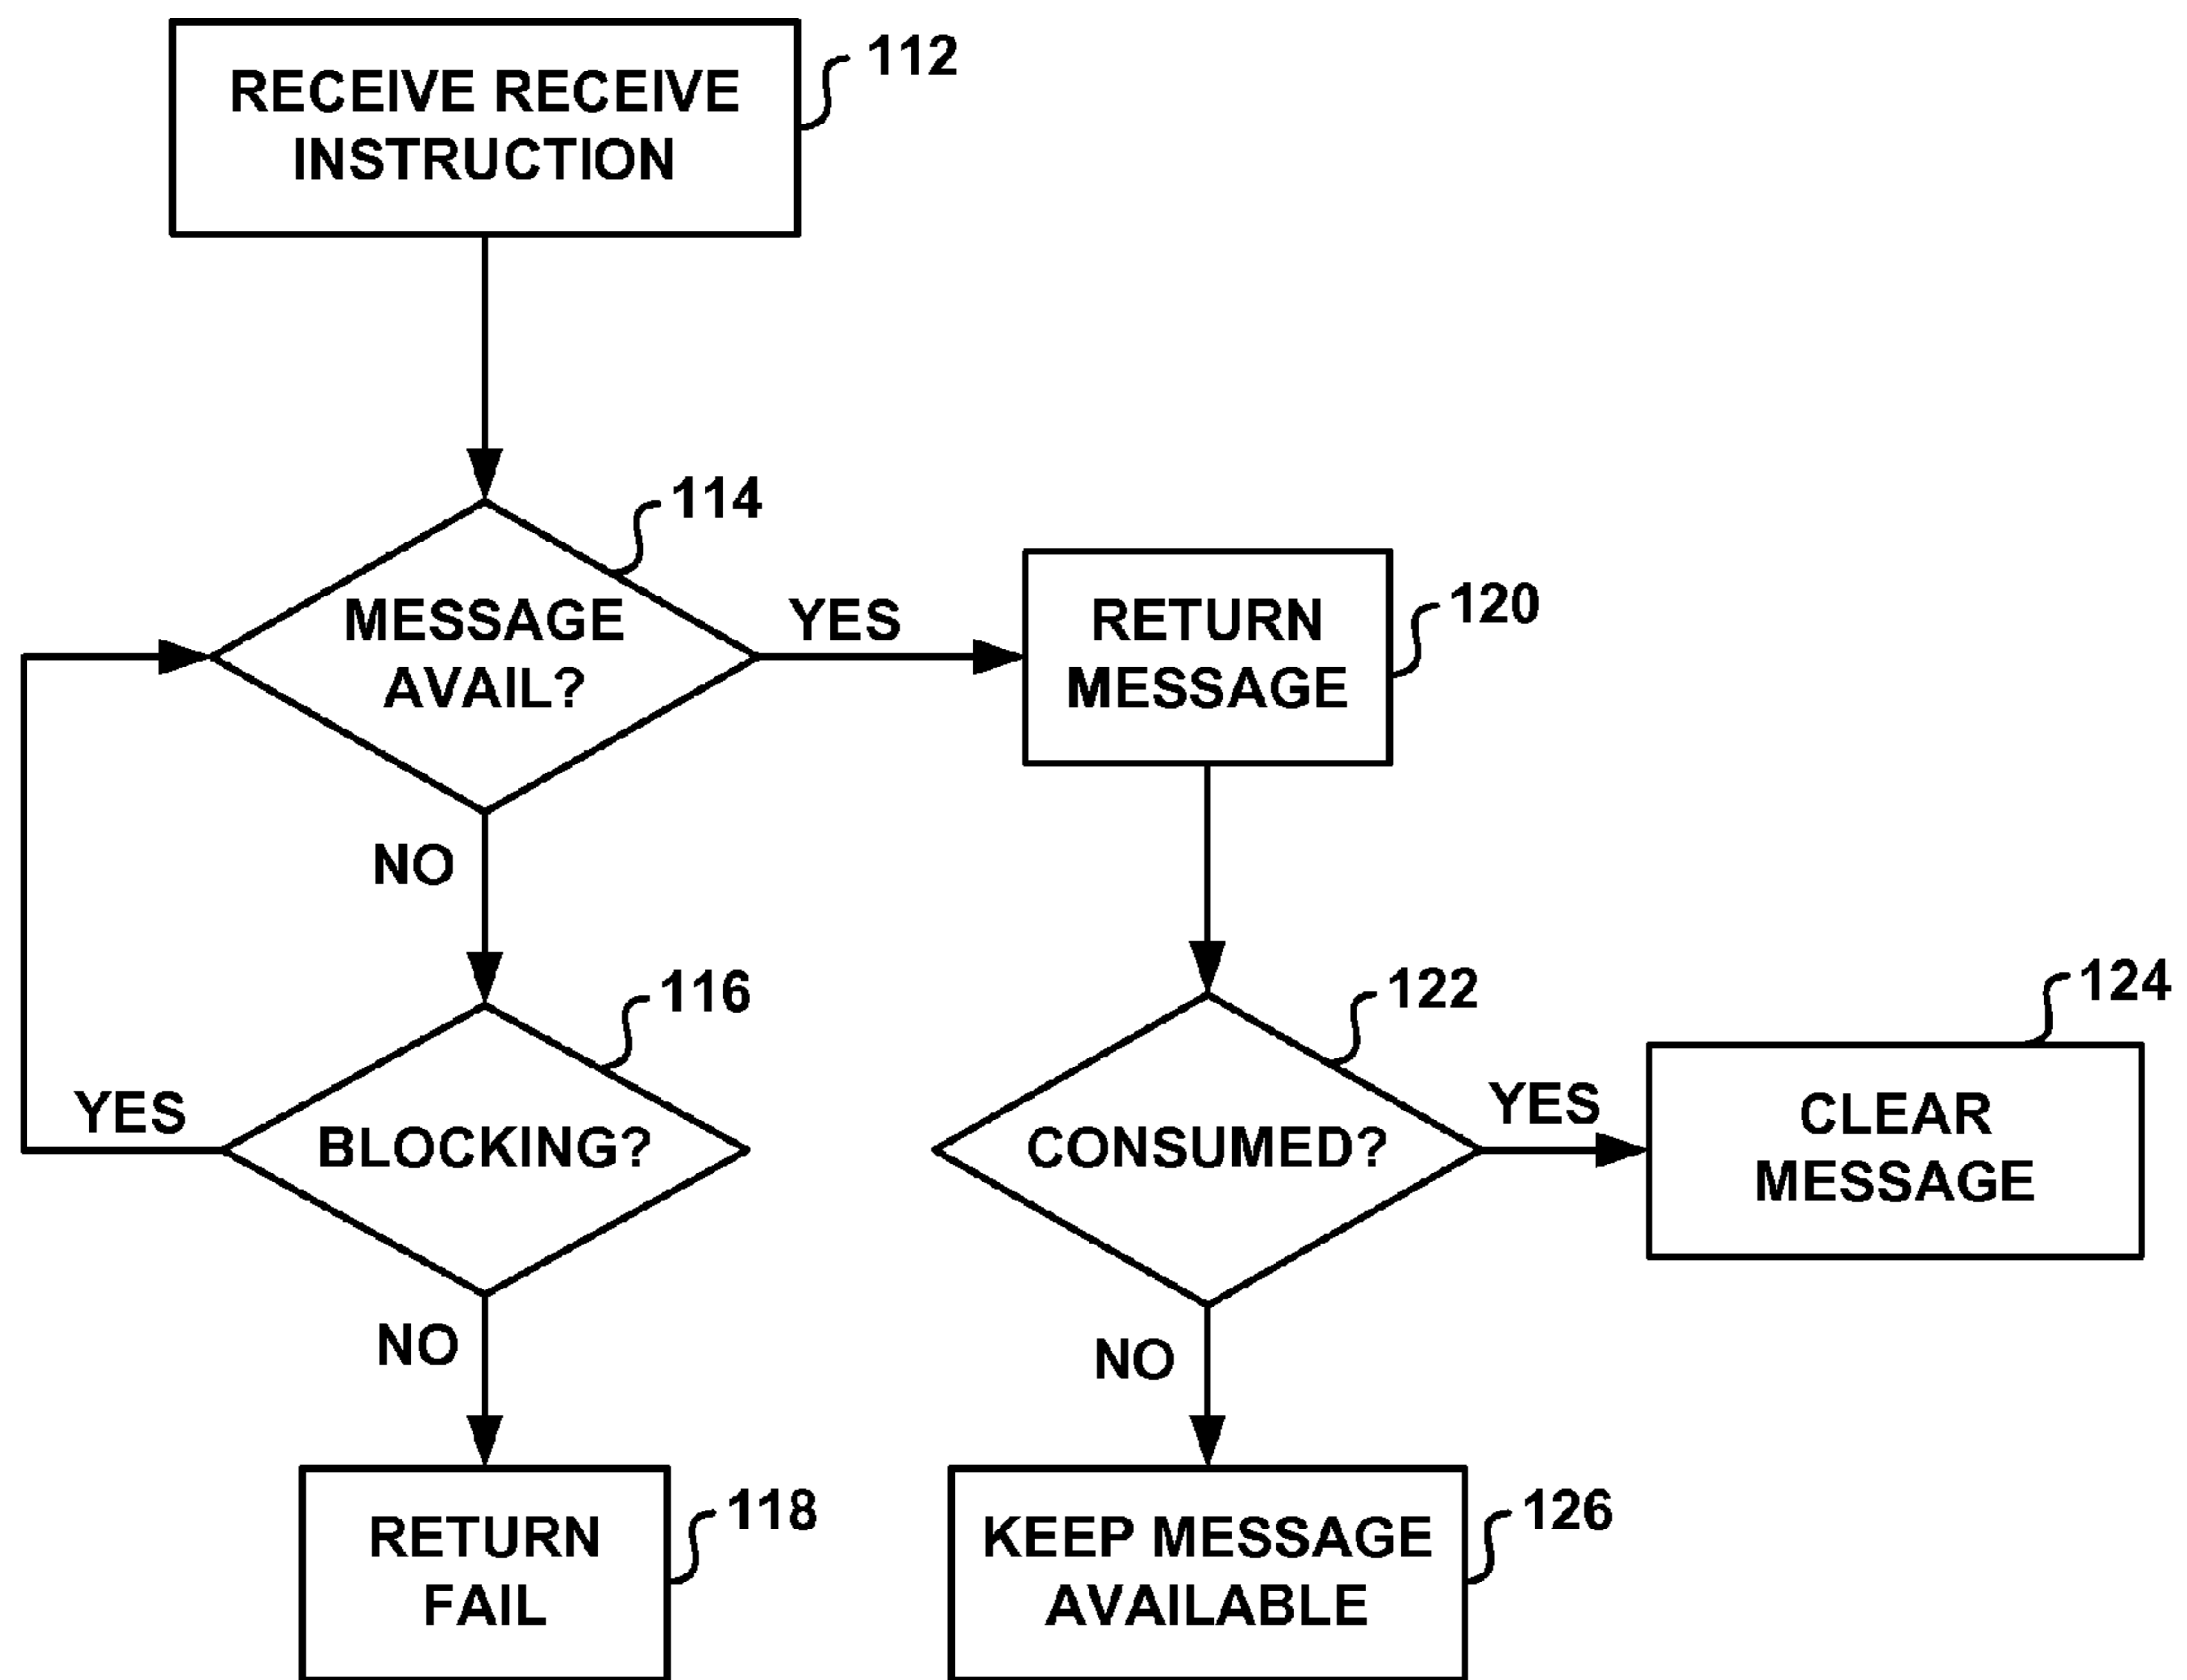 RECEIVE RECEIVE
INSTRUCTION
112
114
MESSAGE
AVAIL?
YES
RETURN
MESSAGE
120
NO
116
BLOCKING?
YES
122
CONSUMED?
YES
124
CLEAR
MESSAGE
NO
RETURN
FAIL
118
NO
KEEP MESSAGE
AVAILABLE
126